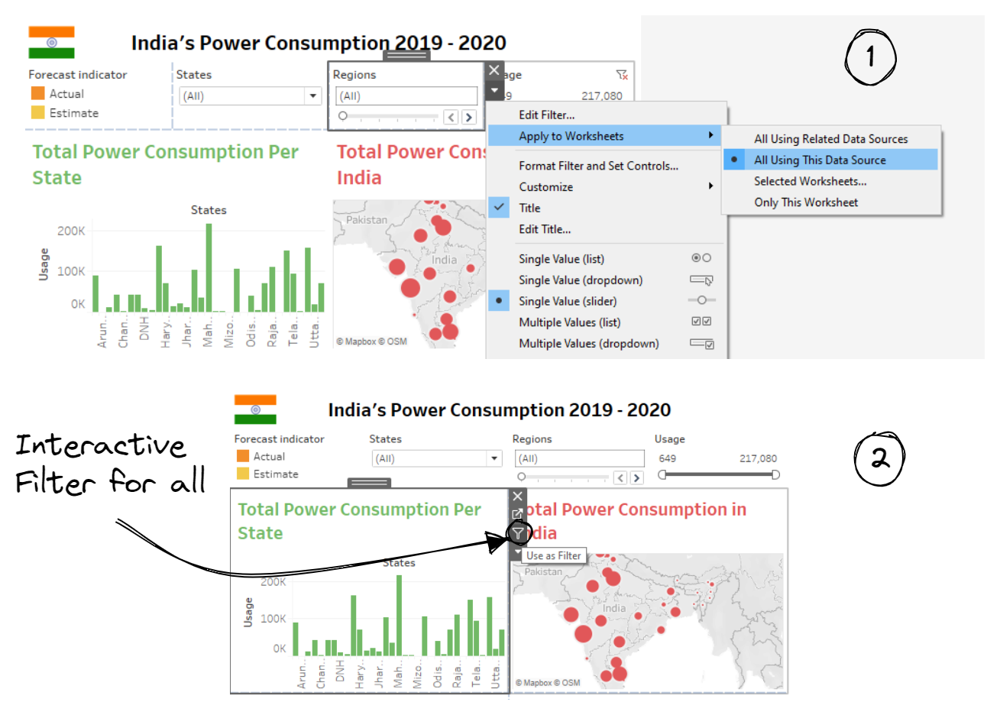 India's Power Consumption 2019 - 2020
1
Forecast indicator
Actual
Estimate
States
(All)
Regions
(All)
age
9
217,080
Edit Filter...
Apply to Worksheets
Format Filter and Set Controls...
Customize
Title
Edit Title...
Single Value (list)
Single Value (dropdown)
Single Value (slider)
Multiple Values (list)
Multiple Values (dropdown)
All Using Related Data Sources
All Using This Data Source
Selected Worksheets...
Only This Worksheet
Total Power Consumption Per
State
States
Usage
200K
100K
0K
Arun..
Chan..
DNH
Hary..
Jhar..
Mah..
Mizo..
Odis..
Raja..
Tela..
Utta..
Total Power Con
India
Pakistan
India
© Mapbox © OSM
India's Power Consumption 2019 - 2020
2
Interactive
Filter for all
Forecast indicator
Actual
Estimate
States
(All)
Regions
(All)
Usage
649
217,080
Total Power Consumption Per
State
States
Usage
200K
100K
0K
Arun..
Chan..
DNH
Hary..
Jhar..
Mah..
Mizo..
Odis..
Raja..
Tela..
Utta..
otal Power Consumption in
dia
Use as Filter
Pakistan
India
© Mapbox © OSM